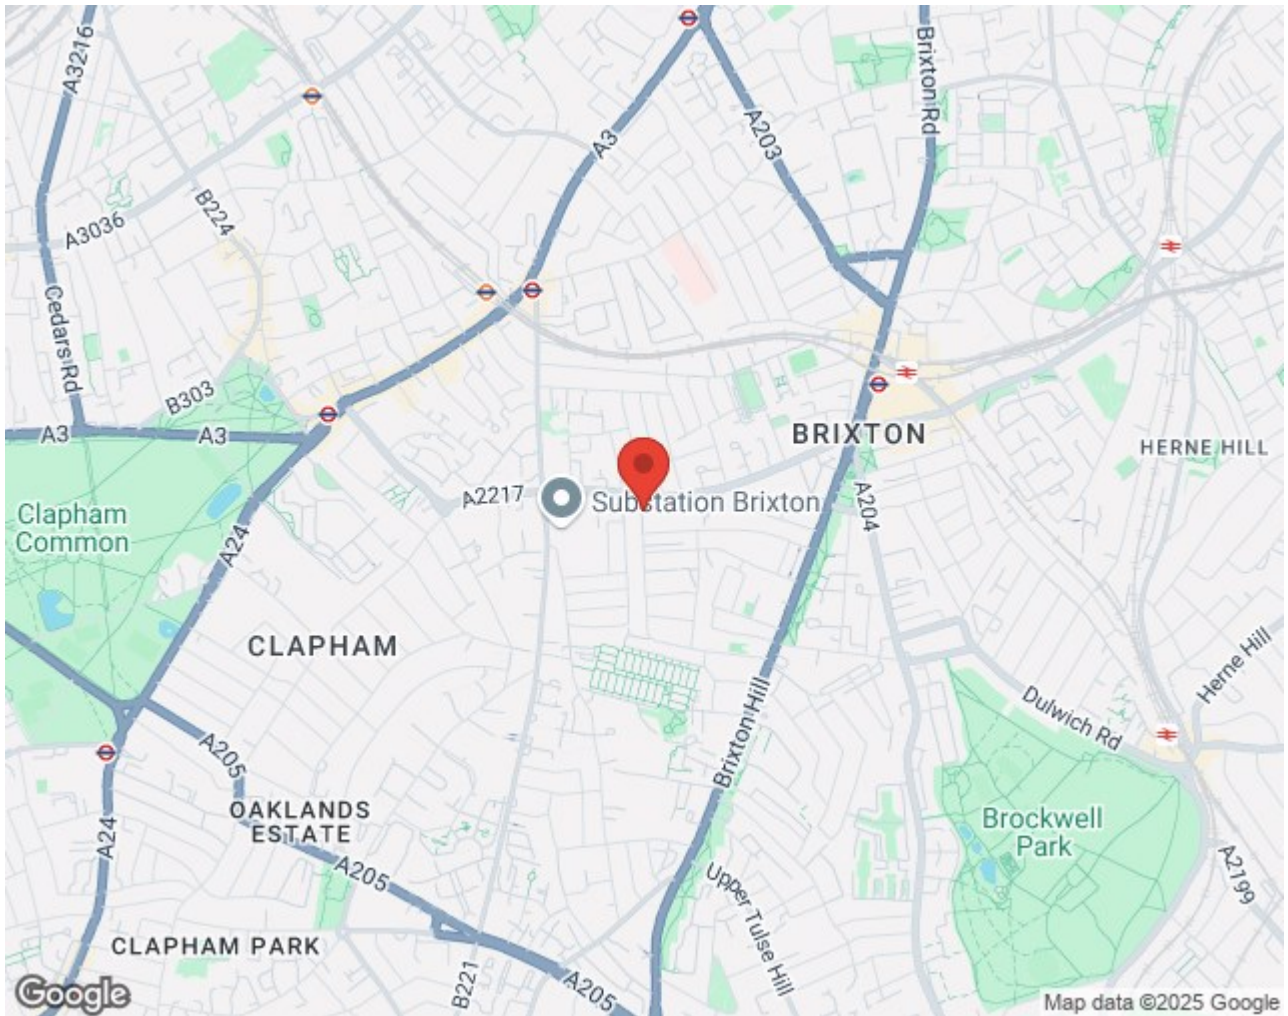 A3216
Brixton Rd
A3
A203
B224
A3036
Cedars Rd
B303
A3
A3
BRIXTON
HERNE HILL
A2217
Substation Brixton
A204
Clapham
Common
A24
CLAPHAM
Herne Hill
Dulwich Rd
Brixton Hill
A205
OAKLANDS
ESTATE
Brockwell
Park
A24
A205
A2199
Upper Tulse Hill
CLAPHAM PARK
B221
A205
Google
Map data ©2025 Google